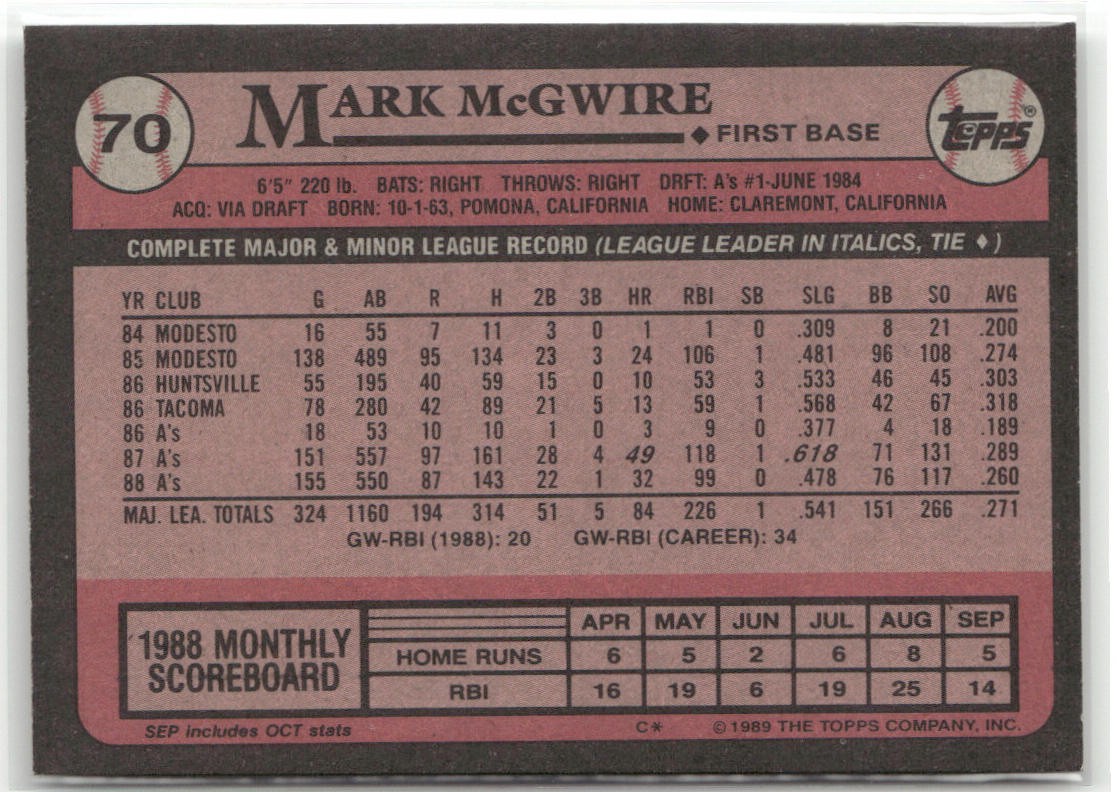 70
MARK McGWIRE
FIRST BASE
TOPPS®
6'5" 220 lb. BATS: RIGHT THROWS: RIGHT DRFT: A's #1-JUNE 1984
ACQ: VIA DRAFT BORN: 10-1-63, POMONA, CALIFORNIA HOME: CLAREMONT, CALIFORNIA
COMPLETE MAJOR & MINOR LEAGUE RECORD (LEAGUE LEADER IN ITALICS, TIE ♦)
YR CLUB G AB R H 2B 3B HR RBI SB SLG BB SO AVG
84 MODESTO 16 55 7 11 3 0 1 1 0 .309 8 21 .200
85 MODESTO 138 489 95 134 23 3 24 106 1 .481 96 108 .274
86 HUNTSVILLE 55 195 40 59 15 0 10 53 3 .533 46 45 .303
86 TACOMA 78 280 42 89 21 5 13 59 1 .568 42 67 .318
86 A's 18 53 10 10 1 0 3 9 0 .377 4 18 .189
87 A's 151 557 97 161 28 4 49 118 1 .618 71 131 .289
88 A's 155 550 87 143 22 1 32 99 0 .478 76 117 .260
MAJ. LEA. TOTALS 324 1160 194 314 51 5 84 226 1 .541 151 266 .271
GW-RBI (1988): 20 GW-RBI (CAREER): 34
1988 MONTHLY
SCOREBOARD
APR MAY JUN JUL AUG SEP
HOME RUNS 6 5 2 6 8 5
RBI 16 19 6 19 25 14
SEP includes OCT stats C* © 1989 THE TOPPS COMPANY, INC.